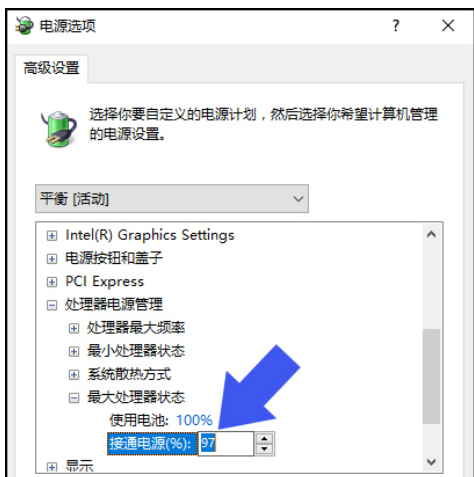 电源选项
?
高级设置
选择你要自定义的电源计划，然后选择你希望计算机管理
的电源设置。
平衡 [活动]
Intel(R) Graphics Settings
电源按钮和盖子
PCI Express
处理器电源管理
处理器最大频率
最小处理器状态
系统散热方式
最大处理器状态
使用电池: 100%
接通电源(%): 97
显示